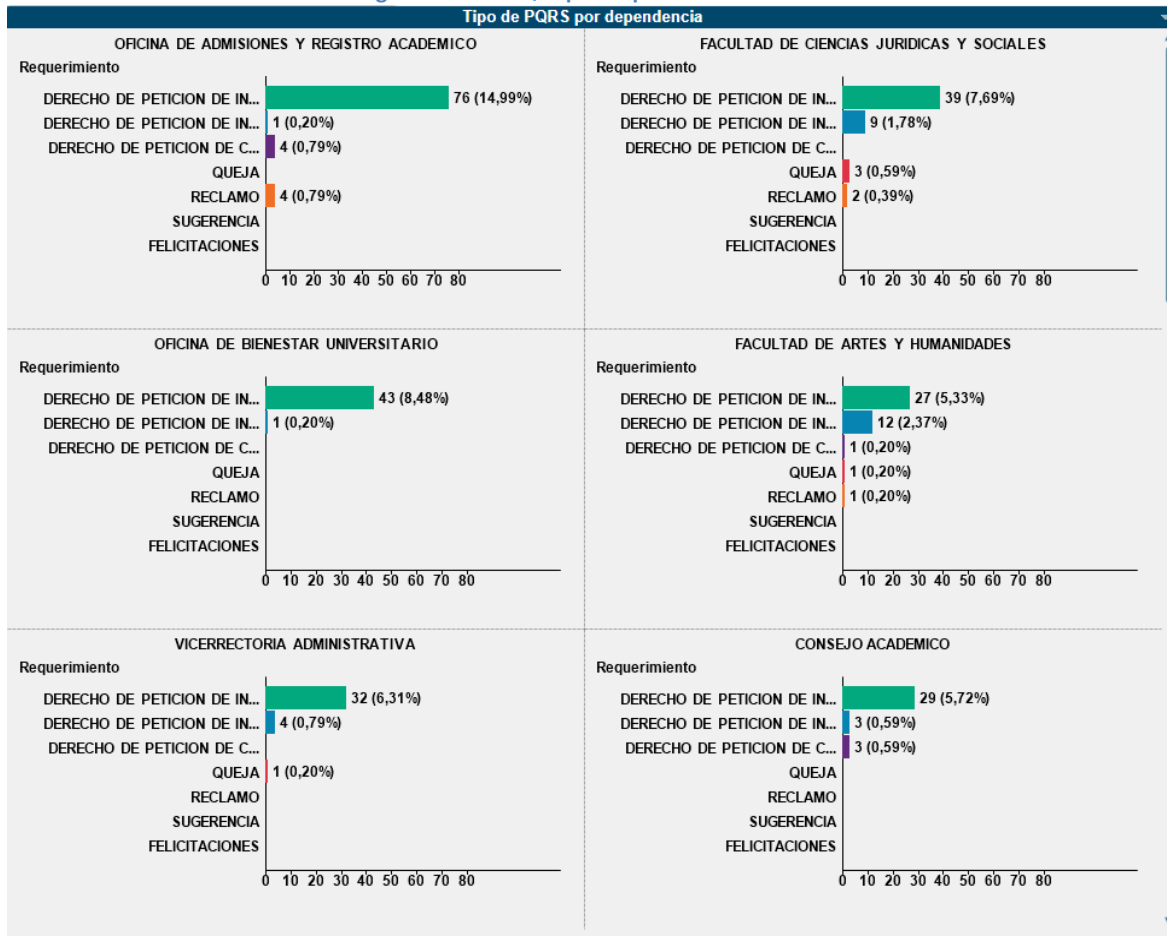 Tipo de PQRS por dependencia
OFICINA DE ADMISIONES Y REGISTRO ACADEMICO
Requerimiento
DERECHO DE PETICION DE IN... 76 (14,99%)
DERECHO DE PETICION DE IN... 1 (0,20%)
DERECHO DE PETICION DE C... 4 (0,79%)
QUEJA
RECLAMO 4 (0,79%)
SUGERENCIA
FELICITACIONES
0 10 20 30 40 50 60 70 80
FACULTAD DE CIENCIAS JURIDICAS Y SOCIALES
Requerimiento
DERECHO DE PETICION DE IN... 39 (7,69%)
DERECHO DE PETICION DE IN... 9 (1,78%)
DERECHO DE PETICION DE C...
QUEJA 3 (0,59%)
RECLAMO 2 (0,39%)
SUGERENCIA
FELICITACIONES
0 10 20 30 40 50 60 70 80
OFICINA DE BIENESTAR UNIVERSITARIO
Requerimiento
DERECHO DE PETICION DE IN... 43 (8,48%)
DERECHO DE PETICION DE IN... 1 (0,20%)
DERECHO DE PETICION DE C...
QUEJA
RECLAMO
SUGERENCIA
FELICITACIONES
0 10 20 30 40 50 60 70 80
FACULTAD DE ARTES Y HUMANIDADES
Requerimiento
DERECHO DE PETICION DE IN... 27 (5,33%)
DERECHO DE PETICION DE IN... 12 (2,37%)
DERECHO DE PETICION DE C... 1 (0,20%)
QUEJA 1 (0,20%)
RECLAMO 1 (0,20%)
SUGERENCIA
FELICITACIONES
0 10 20 30 40 50 60 70 80
VICERRECTORIA ADMINISTRATIVA
Requerimiento
DERECHO DE PETICION DE IN... 32 (6,31%)
DERECHO DE PETICION DE IN... 4 (0,79%)
DERECHO DE PETICION DE C...
QUEJA 1 (0,20%)
RECLAMO
SUGERENCIA
FELICITACIONES
0 10 20 30 40 50 60 70 80
CONSEJO ACADEMICO
Requerimiento
DERECHO DE PETICION DE IN... 29 (5,72%)
DERECHO DE PETICION DE IN... 3 (0,59%)
DERECHO DE PETICION DE C... 3 (0,59%)
QUEJA
RECLAMO
SUGERENCIA
FELICITACIONES
0 10 20 30 40 50 60 70 80